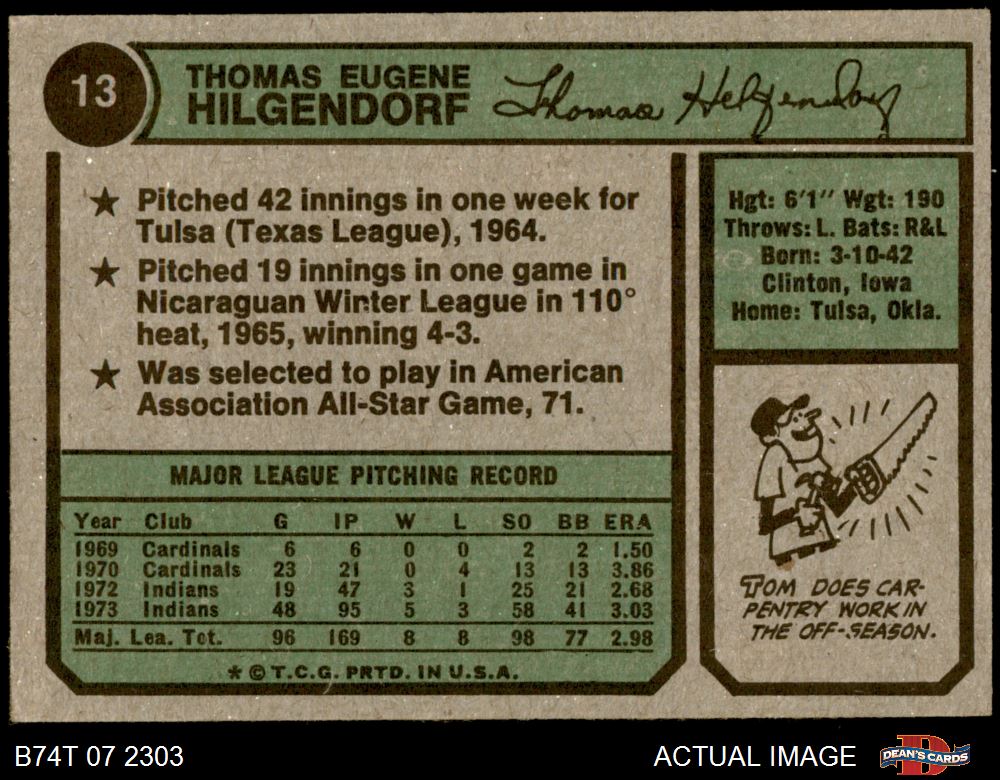 13
THOMAS EUGENE
HILGENDORF
Thomas Hilgendorf
★ Pitched 42 innings in one week for
Tulsa (Texas League), 1964.
★ Pitched 19 innings in one game in
Nicaraguan Winter League in 110°
heat, 1965, winning 4-3.
★ Was selected to play in American
Association All-Star Game, 71.
Hgt: 6'1" Wgt: 190
Throws: L. Bats: R&L
Born: 3-10-42
Clinton, Iowa
Home: Tulsa, Okla.
MAJOR LEAGUE PITCHING RECORD
Year Club G IP W L SO BB ERA
1969 Cardinals 6 6 0 0 2 2 1.50
1970 Cardinals 23 21 0 4 13 13 3.86
1972 Indians 19 47 3 1 25 21 2.68
1973 Indians 48 95 5 3 58 41 3.03
Maj. Lea. Tot. 96 169 8 8 98 77 2.98
* © T.C.G. PRTD. IN U.S.A.
TOM DOES CAR-
PENTRY WORK IN
THE OFF-SEASON.
B74T 07 2303
ACTUAL IMAGE
DEAN'S CARDS